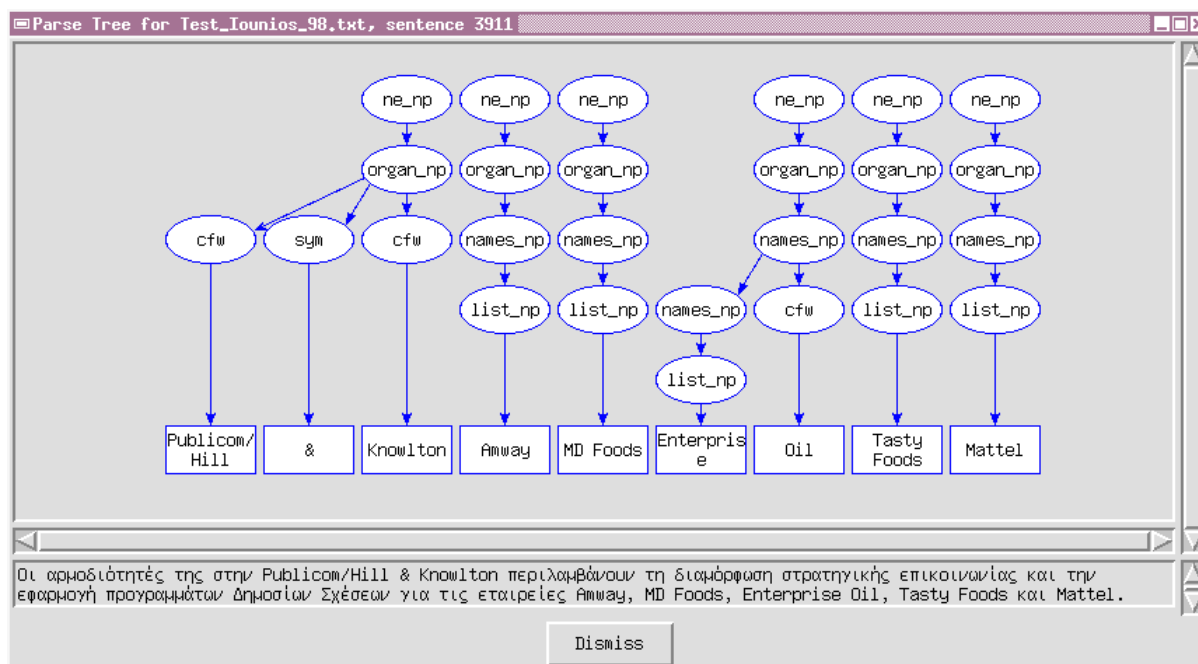 Parse Tree for Test_Iounios_98.txt, sentence 3911
ne_np ne_np ne_np ne_np ne_np ne_np
organ_np organ_np organ_np organ_np organ_np organ_np
cfw sym cfw names_np names_np names_np names_np names_np
list_np list_np names_np cfw list_np list_np
list_np
Publicom/ Enterpris Tasty
Hill & Knowlton Amway MD Foods e Oil Foods Mattel
Οι αρμοδιότητές της στην Publicom/Hill & Knowlton περιλαμβάνουν τη διαμόρφωση στρατηγικής επικοινωνίας και την
εφαρμογή προγραμμάτων Δημοσίων Σχέσεων για τις εταιρείες Amway, MD Foods, Enterprise Oil, Tasty Foods και Mattel.
Dismiss